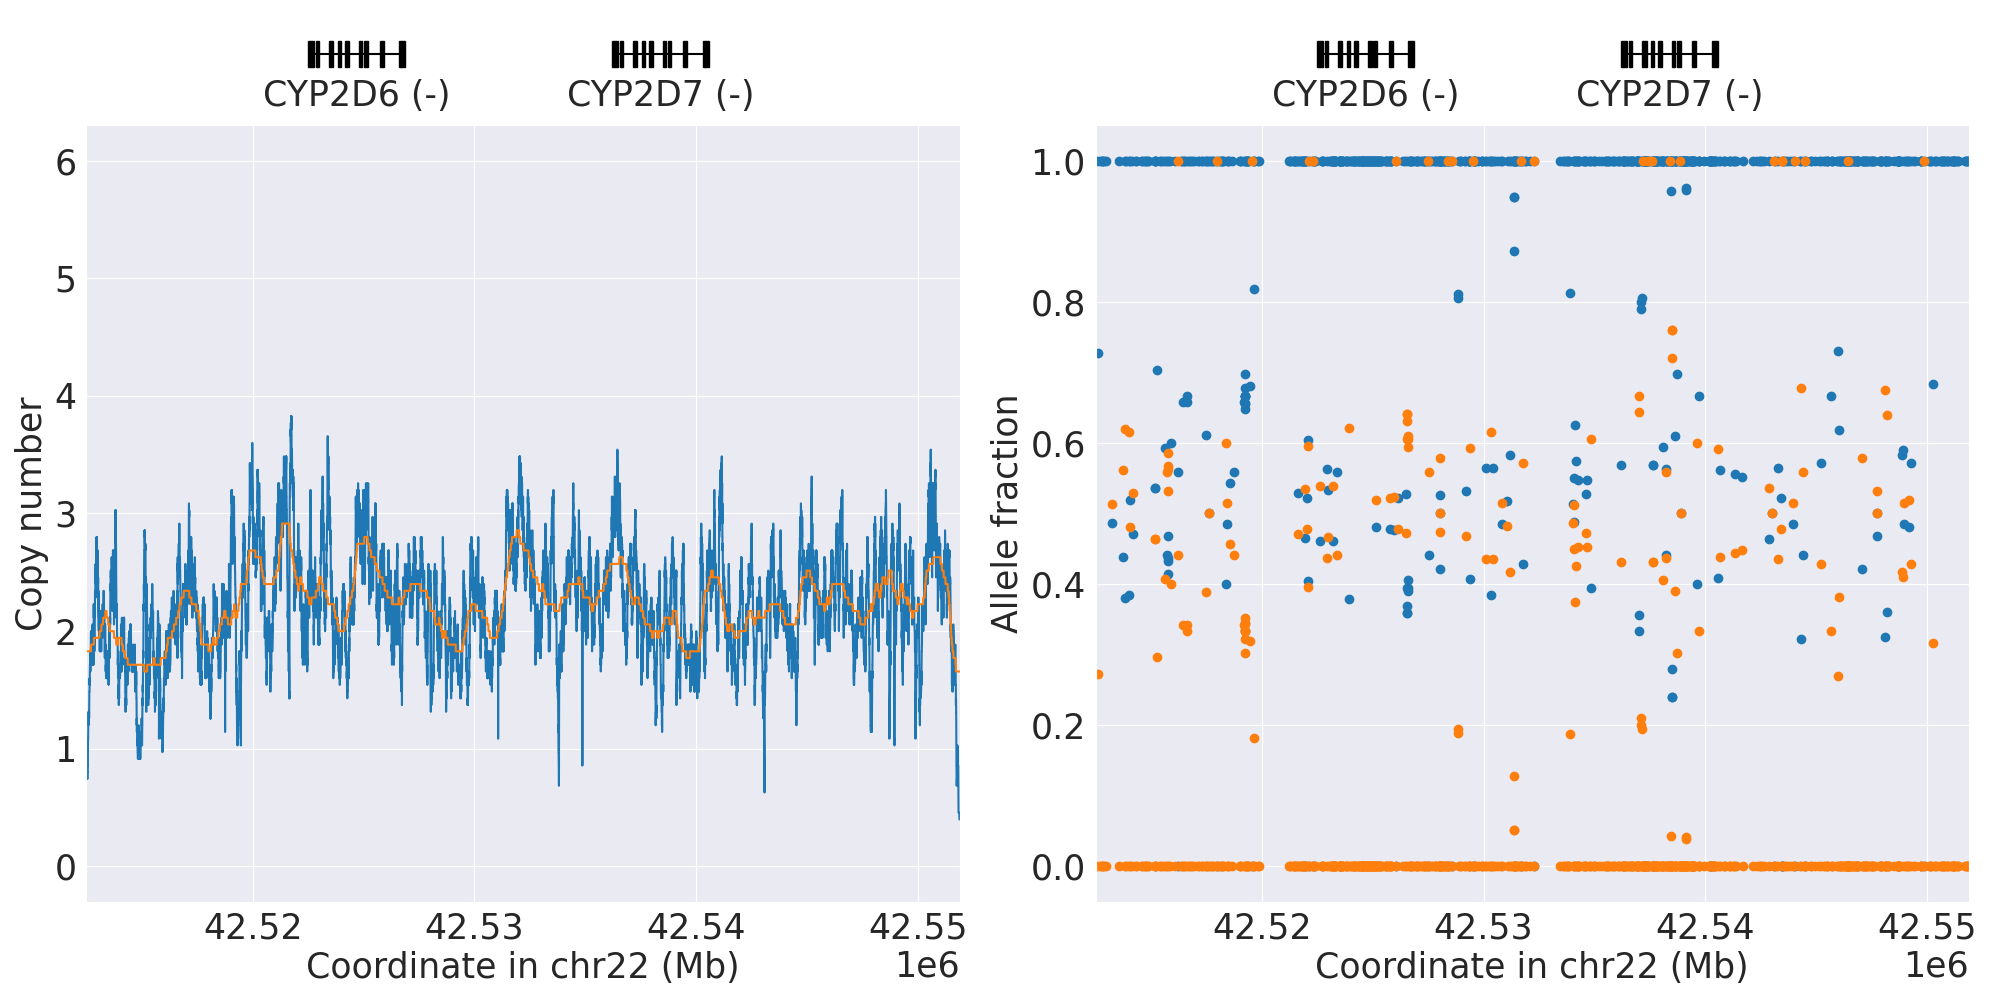 CYP2D6 (-) CYP2D7 (-)
6
5
4
3
2
1
0
Copy number
42.52 42.53 42.54 42.55
Coordinate in chr22 (Mb) 1e6
CYP2D6 (-) CYP2D7 (-)
1.0
0.8
0.6
0.4
0.2
0.0
Allele fraction
42.52 42.53 42.54 42.55
Coordinate in chr22 (Mb) 1e6